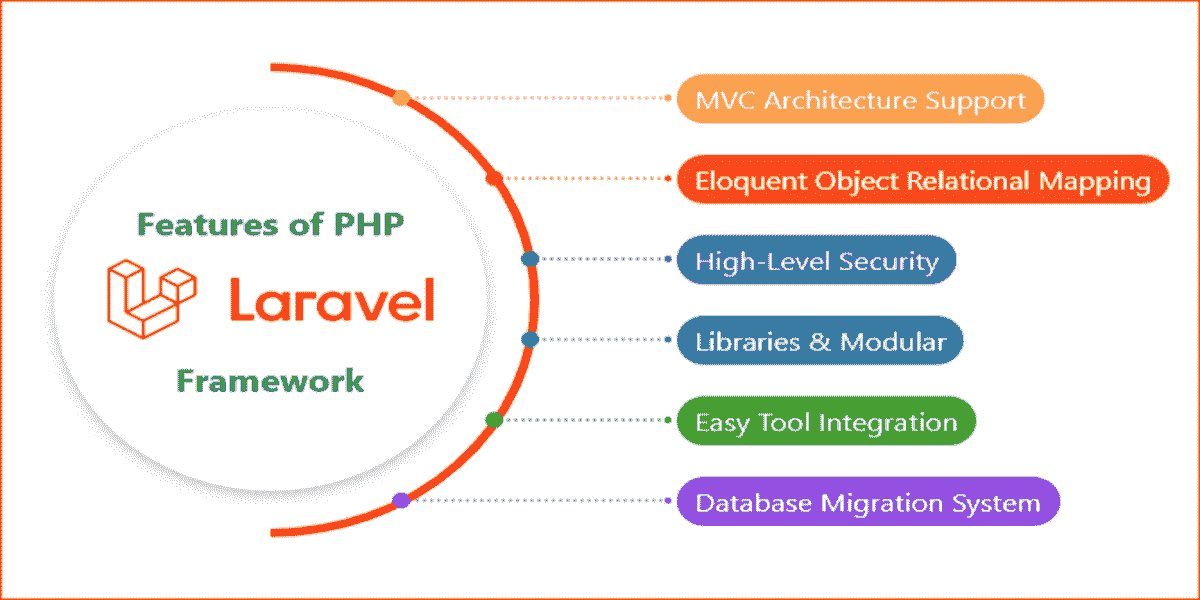 Features of PHP
Laravel
Framework
MVC Architecture Support
Eloquent Object Relational Mapping
High-Level Security
Libraries & Modular
Easy Tool Integration
Database Migration System